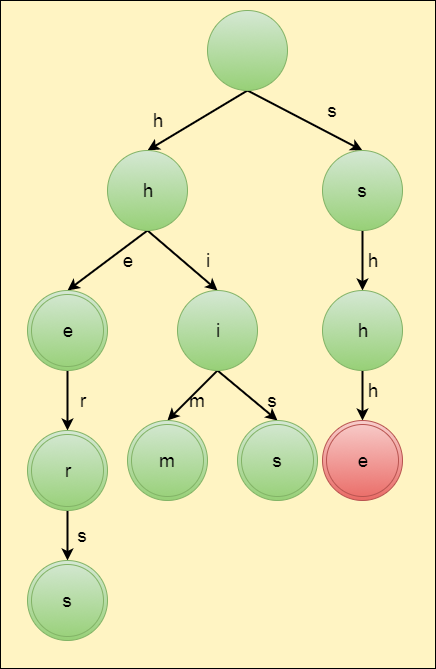 h s
h s
e i h
e i h
r m s h
r m s e
s
s